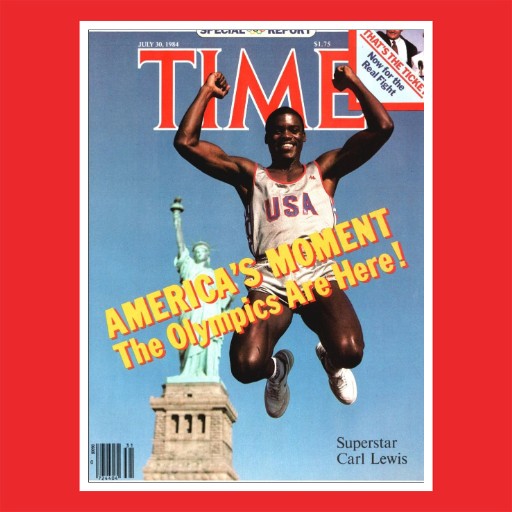 SPECIAL REPORT
JULY 30, 1984
$1.75
TIME
THAT'S THE TICKET
Now for the
Real Fight
USA
AMERICA'S MOMENT
The Olympics Are Here!
Superstar
Carl Lewis